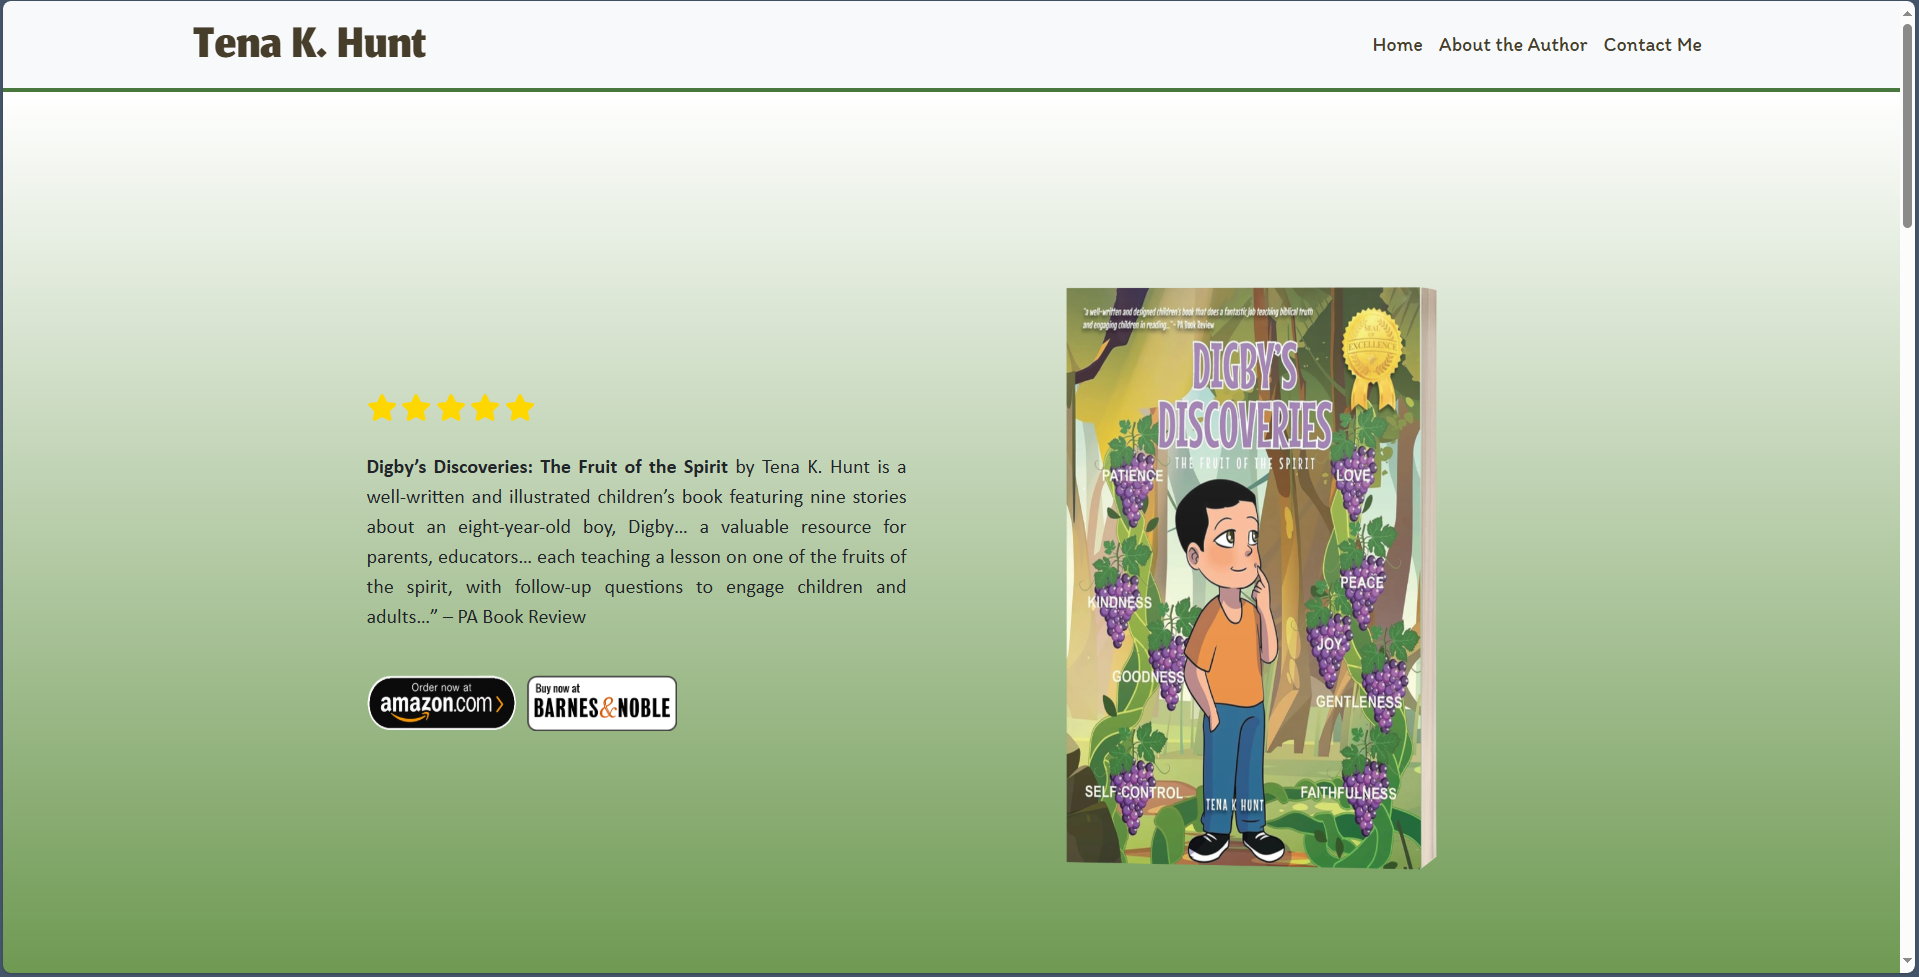 Tena K. Hunt
Home About the Author Contact Me
Digby’s Discoveries: The Fruit of the Spirit by Tena K. Hunt is a
well-written and illustrated children’s book featuring nine stories
about an eight-year-old boy, Digby... a valuable resource for
parents, educators... each teaching a lesson on one of the fruits of
the spirit, with follow-up questions to engage children and
adults...” – PA Book Review
Order now at
amazon.com
Buy now at
BARNES&NOBLE
"a well-written and designed children's book that does a fantastic job teaching biblical truth
and engaging children in reading..." - PA Book Review
SEAL
OF
EXCELLENCE
DIGBY'S
DISCOVERIES
THE FRUIT OF THE SPIRIT
PATIENCE
LOVE
PEACE
KINDNESS
JOY
GOODNESS
GENTLENESS
SELF-CONTROL
FAITHFULNESS
TENA K HUNT